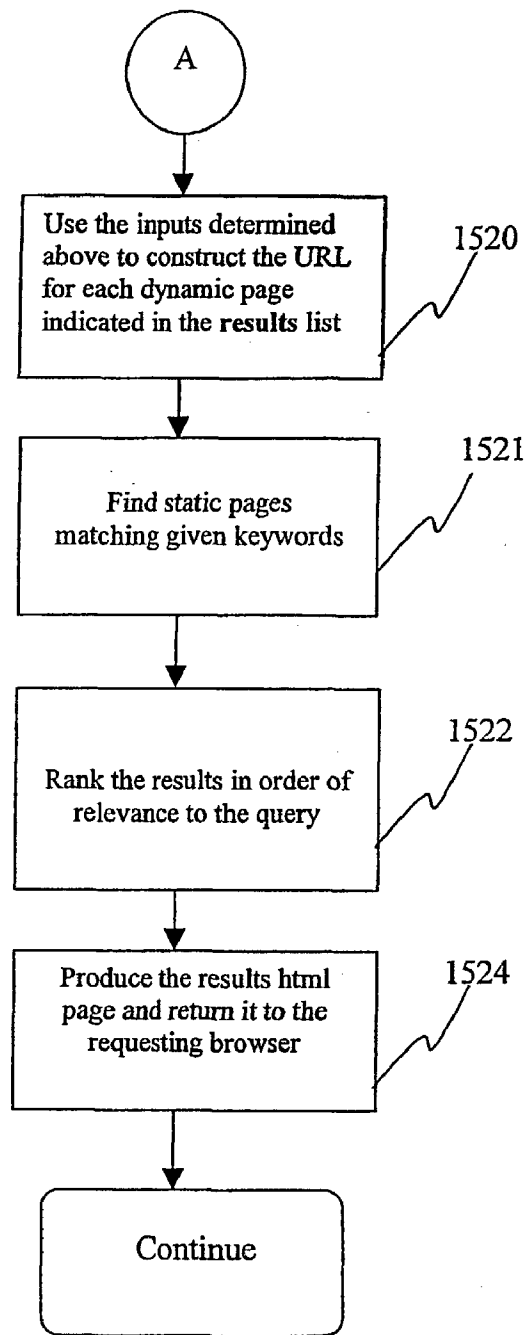 A
Use the inputs determined
above to construct the URL
for each dynamic page
indicated in the results list
1520
Find static pages
matching given keywords
1521
Rank the results in order of
relevance to the query
1522
Produce the results html
page and return it to the
requesting browser
1524
Continue